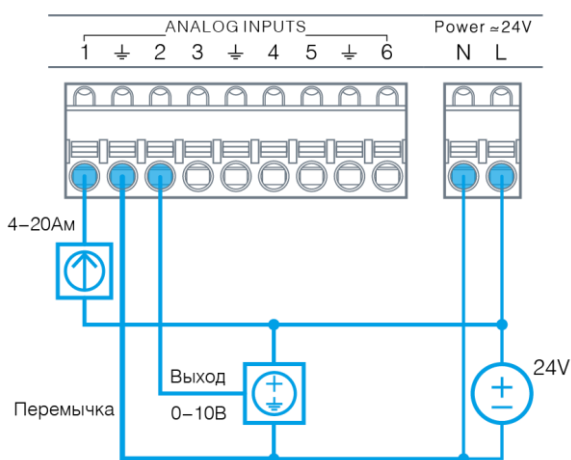 ANALOG INPUTS
Power ≃24V
1 ⏚ 2 3 ⏚ 4 5 ⏚ 6
N L
4–20Ам
24V
Выход
0–10В
Перемычка